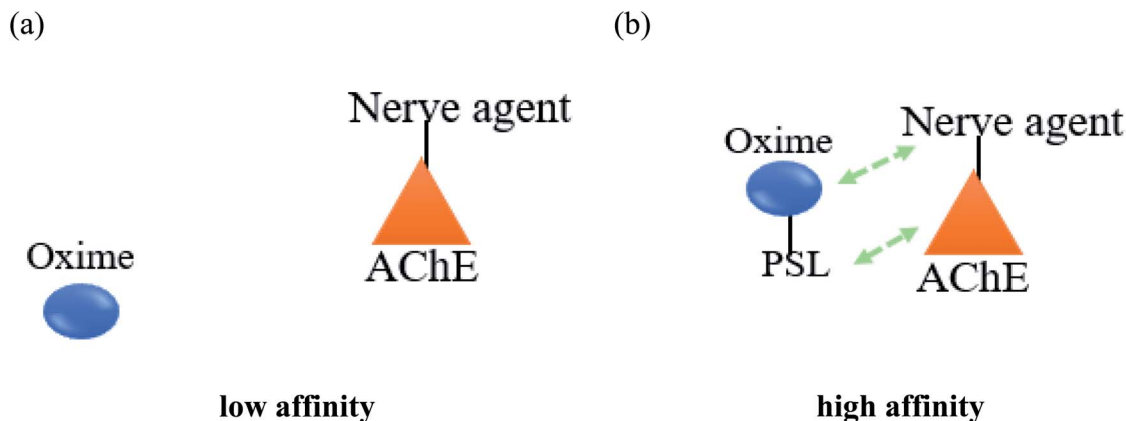 (a)
Nerve agent
Oxime
AChE
low affinity
(b)
Oxime
Nerve agent
PSL
AChE
high affinity